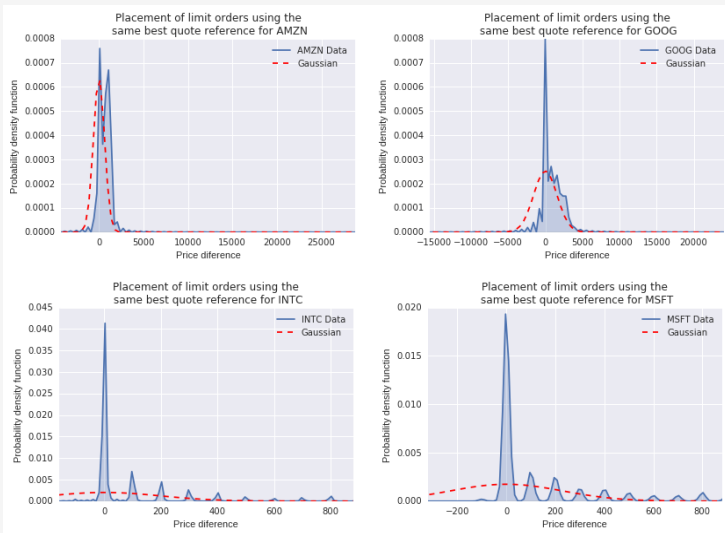 Placement of limit orders using the
same best quote reference for AMZN
0.0008
0.0007
0.0006
0.0005
0.0004
0.0003
0.0002
0.0001
0.0000
Probability density function
AMZN Data
Gaussian
0 5000 10000 15000 20000 25000
Price diference
Placement of limit orders using the
same best quote reference for GOOG
0.0008
0.0007
0.0006
0.0005
0.0004
0.0003
0.0002
0.0001
0.0000
Probability density function
GOOG Data
Gaussian
−15000 −10000 −5000 0 5000 10000 15000 20000
Price diference
Placement of limit orders using the
same best quote reference for INTC
0.045
0.040
0.035
0.030
0.025
0.020
0.015
0.010
0.005
0.000
Probability density function
INTC Data
Gaussian
0 200 400 600 800
Price diference
Placement of limit orders using the
same best quote reference for MSFT
0.020
0.015
0.010
0.005
0.000
Probability density function
MSFT Data
Gaussian
−200 0 200 400 600 800
Price diference